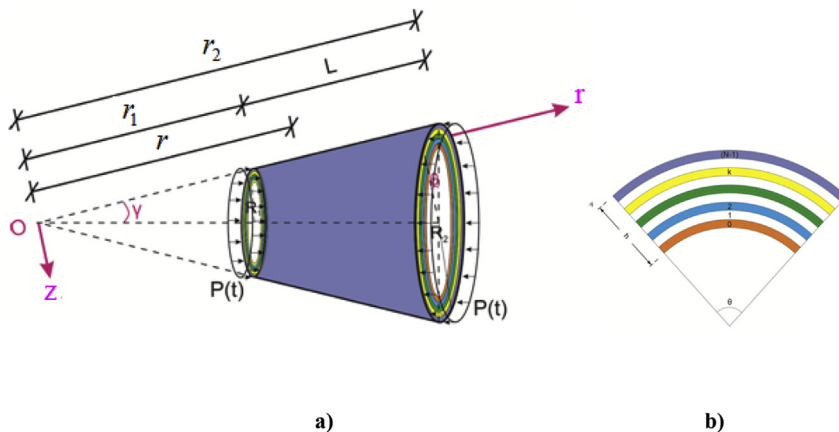 r₂
L
r₁
r
r
γ
O
R₁
θ
R₂
z
P(t)
P(t)
(N-1)
k
2
1
0
h
θ
a)
b)